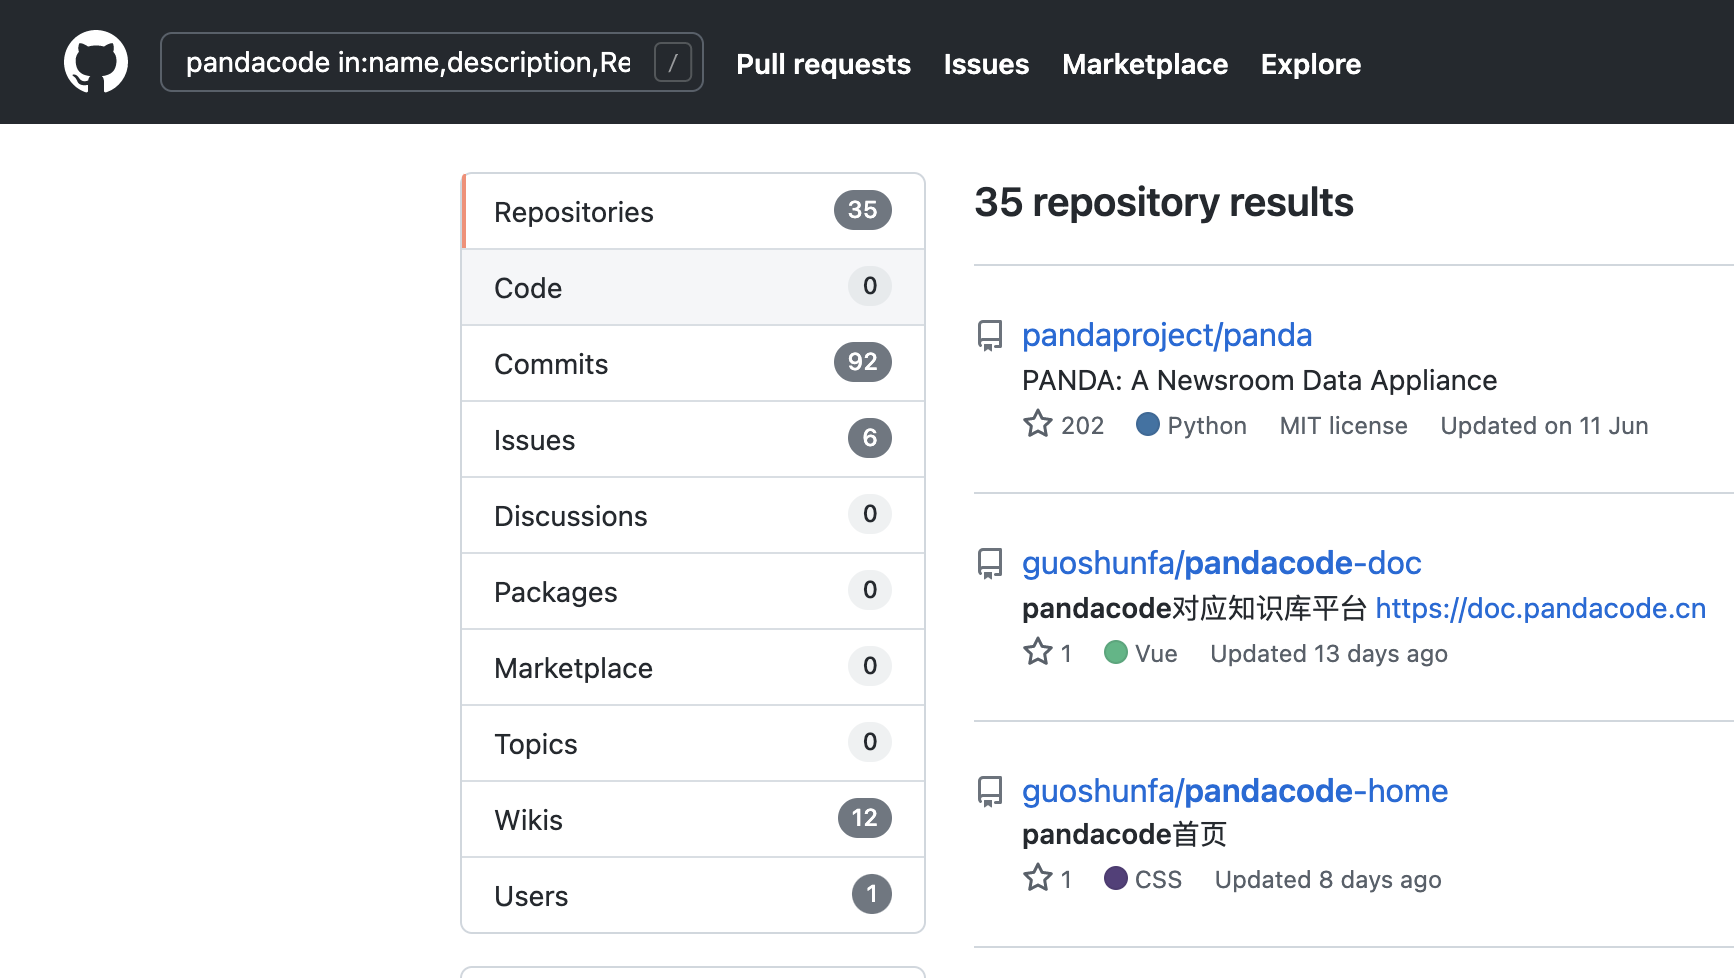 pandacode in:name,description,Re /
Pull requests Issues Marketplace Explore
Repositories 35
Code 0
Commits 92
Issues 6
Discussions 0
Packages 0
Marketplace 0
Topics 0
Wikis 12
Users 1
35 repository results
pandaproject/panda
PANDA: A Newsroom Data Appliance
202 Python MIT license Updated on 11 Jun
guoshunfa/pandacode-doc
pandacode对应知识库平台 https://doc.pandacode.cn
1 Vue Updated 13 days ago
guoshunfa/pandacode-home
pandacode首页
1 CSS Updated 8 days ago